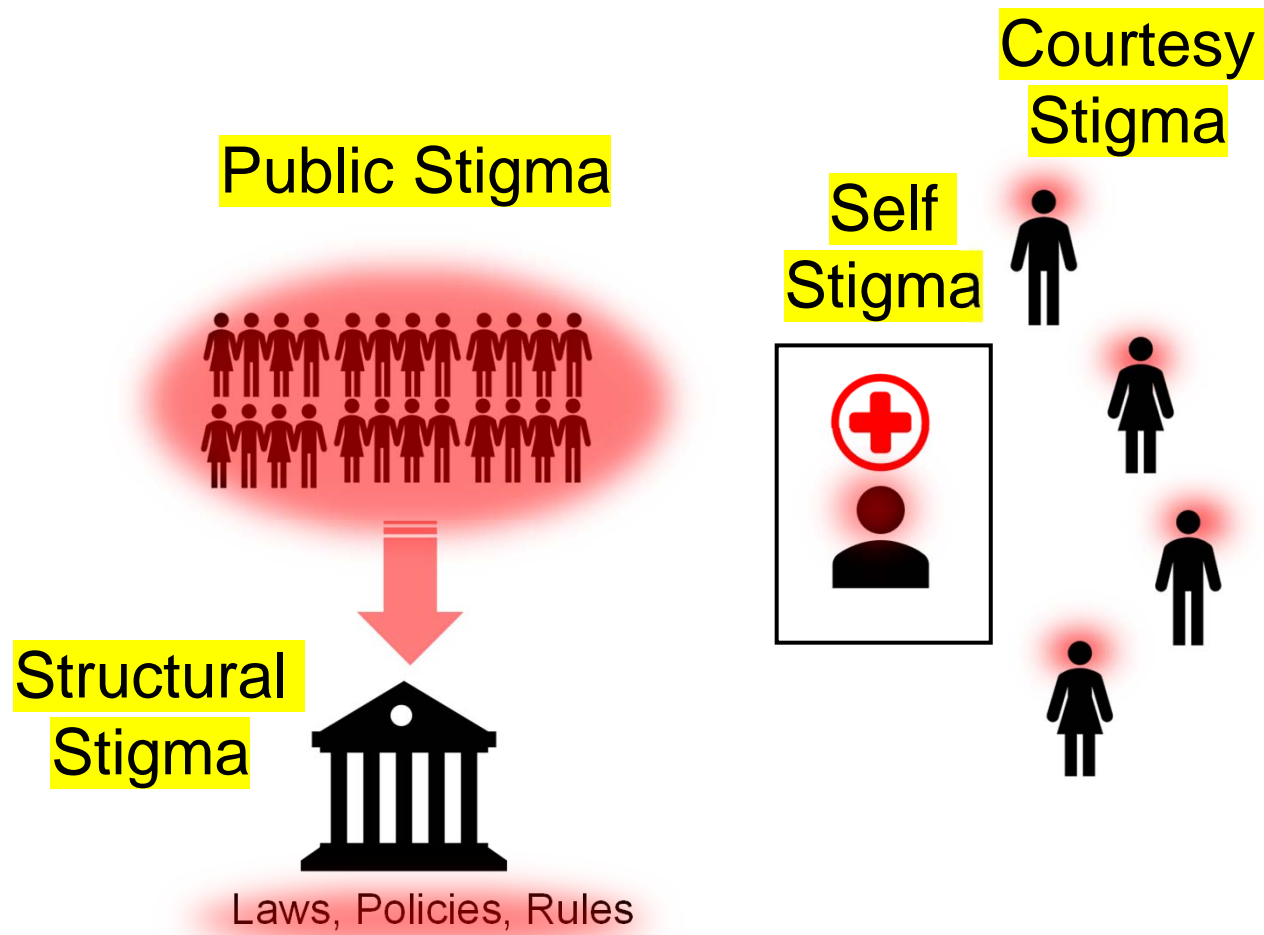 Public Stigma
Structural
Stigma
Laws, Policies, Rules
Self
Stigma
Courtesy
Stigma